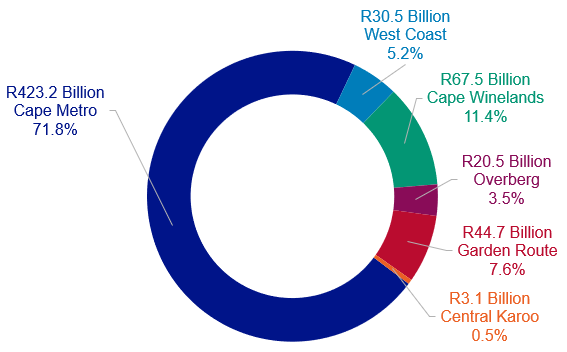 R30.5 Billion
West Coast
5.2%
R67.5 Billion
Cape Winelands
11.4%
R423.2 Billion
Cape Metro
71.8%
R20.5 Billion
Overberg
3.5%
R44.7 Billion
Garden Route
7.6%
R3.1 Billion
Central Karoo
0.5%